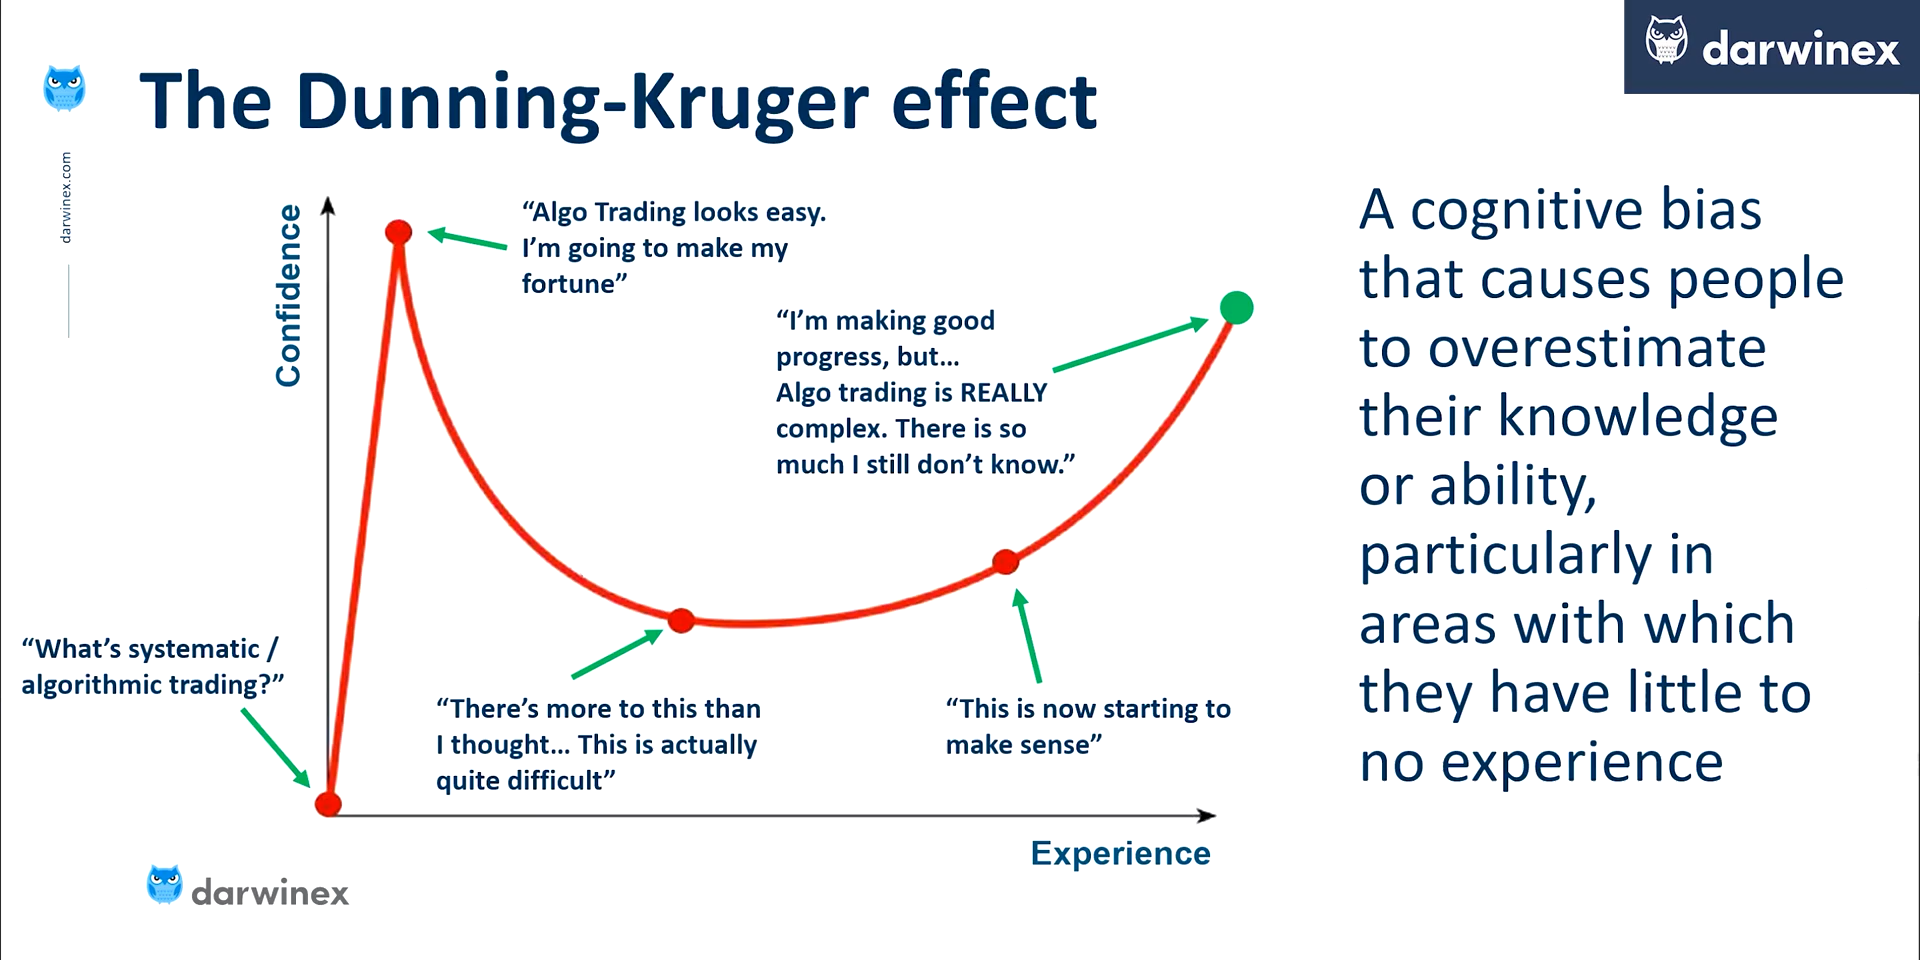 darwinex
The Dunning-Kruger effect
darwinex.com
Confidence
“Algo Trading looks easy.
I’m going to make my
fortune”
“I’m making good
progress, but...
Algo trading is REALLY
complex. There is so
much I still don’t know.”
“What’s systematic /
algorithmic trading?”
“There’s more to this than
I thought... This is actually
quite difficult”
“This is now starting to
make sense”
Experience
A cognitive bias
that causes people
to overestimate
their knowledge
or ability,
particularly in
areas with which
they have little to
no experience
darwinex